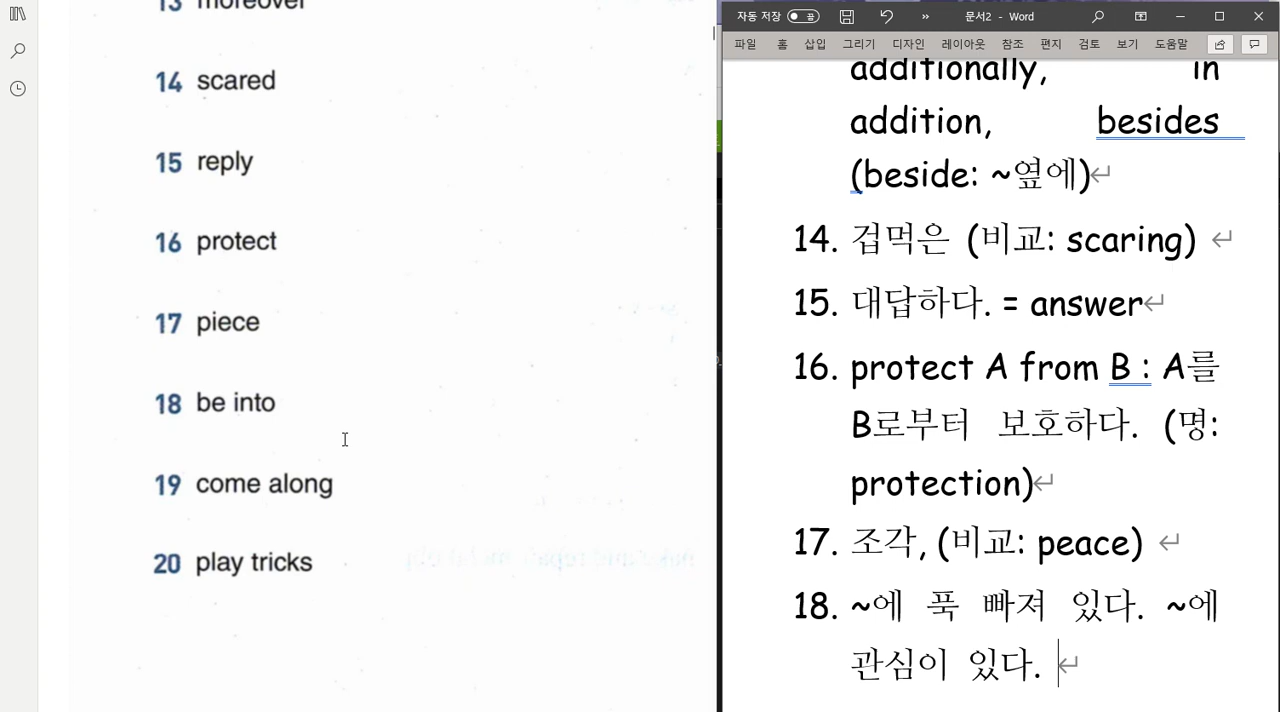 13 moreover
14 scared
15 reply
16 protect
17 piece
18 be into
19 come along
20 play tricks
자동 저장 끔 문서2 - Word
파일 홈 삽입 그리기 디자인 레이아웃 참조 편지 검토 보기 도움말
additionally, in
addition, besides
(beside: ~옆에)
14. 겁먹은 (비교: scaring)
15. 대답하다. = answer
16. protect A from B : A를
B로부터 보호하다. (명:
protection)
17. 조각, (비교: peace)
18. ~에 푹 빠져 있다. ~에
관심이 있다.